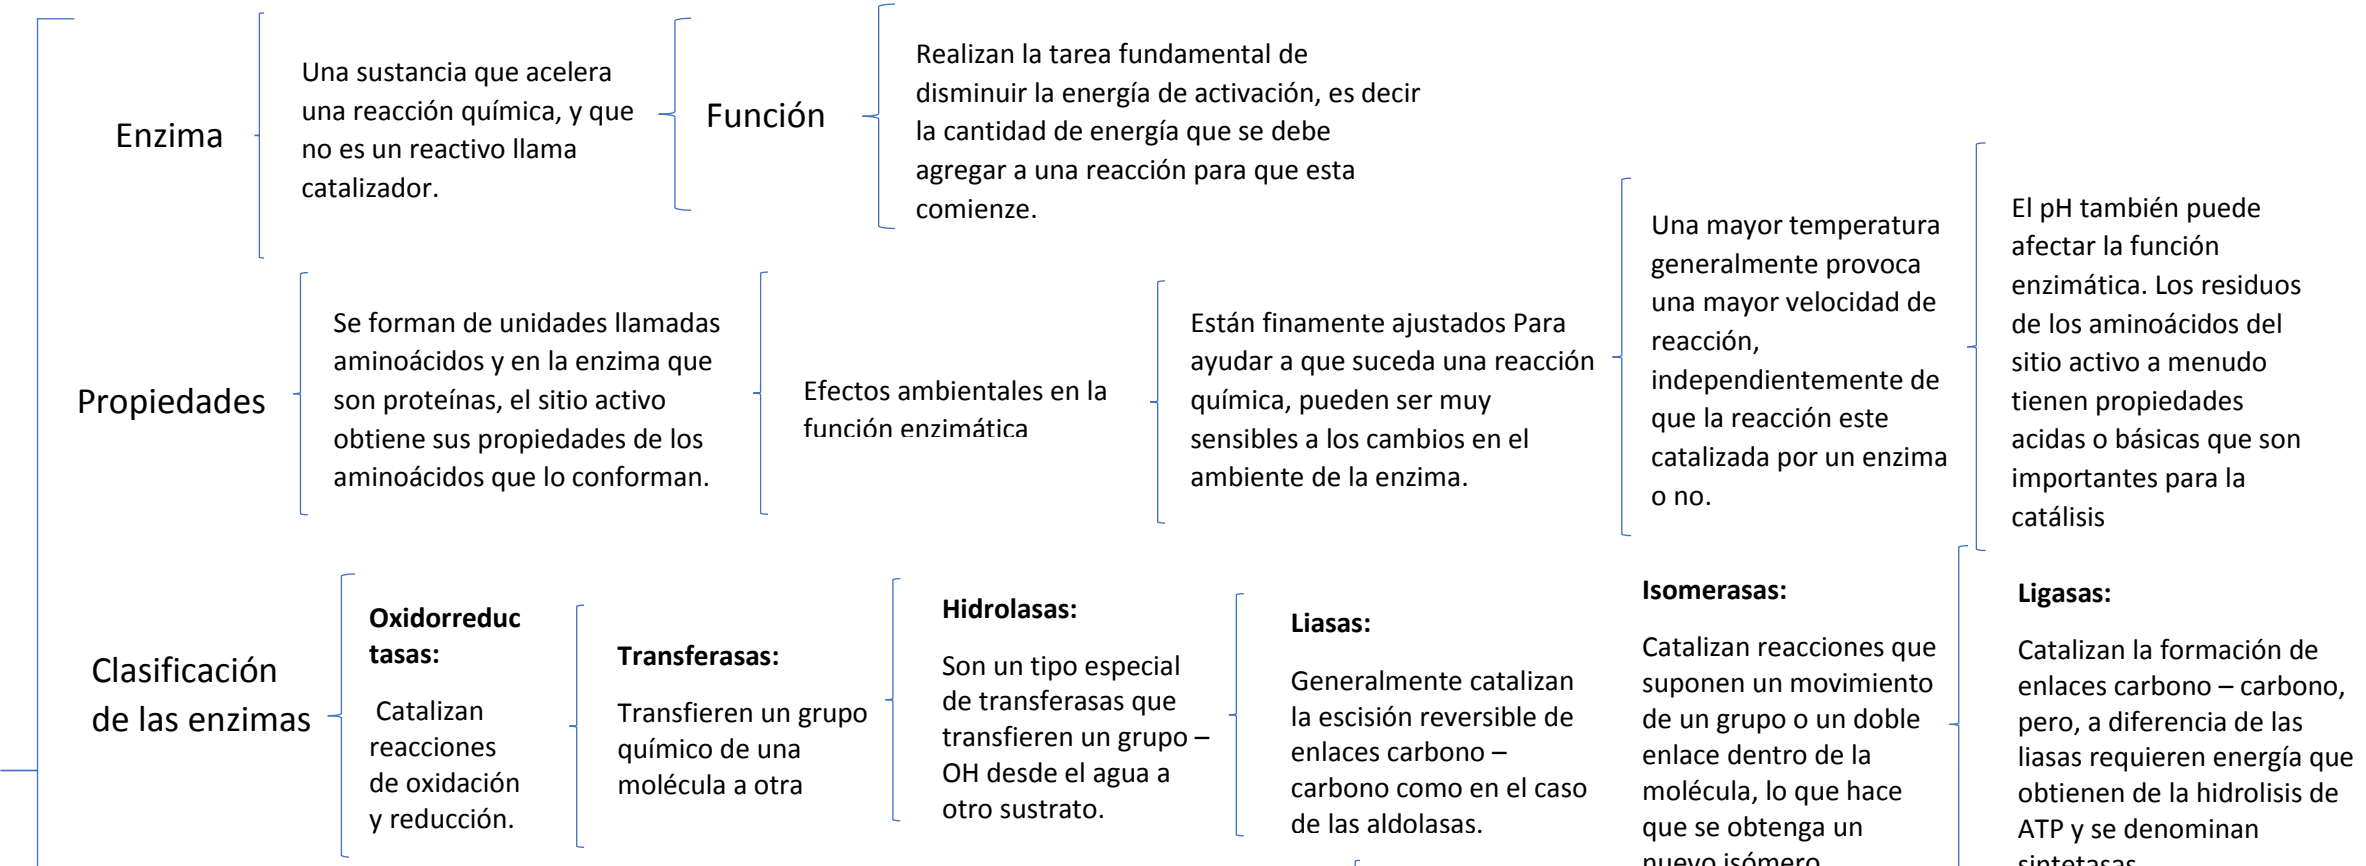 Enzima
Una sustancia que acelera
una reacción química, y que
no es un reactivo llama
catalizador.
Función
Realizan la tarea fundamental de
disminuir la energía de activación, es decir
la cantidad de energía que se debe
agregar a una reacción para que esta
comienze.
Propiedades
Se forman de unidades llamadas
aminoácidos y en la enzima que
son proteínas, el sitio activo
obtiene sus propiedades de los
aminoácidos que lo conforman.
Efectos ambientales en la
función enzimática
Están finamente ajustados Para
ayudar a que suceda una reacción
química, pueden ser muy
sensibles a los cambios en el
ambiente de la enzima.
Una mayor temperatura
generalmente provoca
una mayor velocidad de
reacción,
independientemente de
que la reacción este
catalizada por un enzima
o no.
El pH también puede
afectar la función
enzimática. Los residuos
de los aminoácidos del
sitio activo a menudo
tienen propiedades
acidas o básicas que son
importantes para la
catálisis
Clasificación
de las enzimas
Oxidorreduc
tasas:
Catalizan
reacciones
de oxidación
y reducción.
Transferasas:
Transfieren un grupo
químico de una
molécula a otra
Hidrolasas:
Son un tipo especial
de transferasas que
transfieren un grupo –
OH desde el agua a
otro sustrato.
Liasas:
Generalmente catalizan
la escisión reversible de
enlaces carbono –
carbono como en el caso
de las aldolasas.
Isomerasas:
Catalizan reacciones que
suponen un movimiento
de un grupo o un doble
enlace dentro de la
molécula, lo que hace
que se obtenga un
nuevo isómero
Ligasas:
Catalizan la formación de
enlaces carbono – carbono,
pero, a diferencia de las
liasas requieren energía que
obtienen de la hidrolisis de
ATP y se denominan
sintetasas